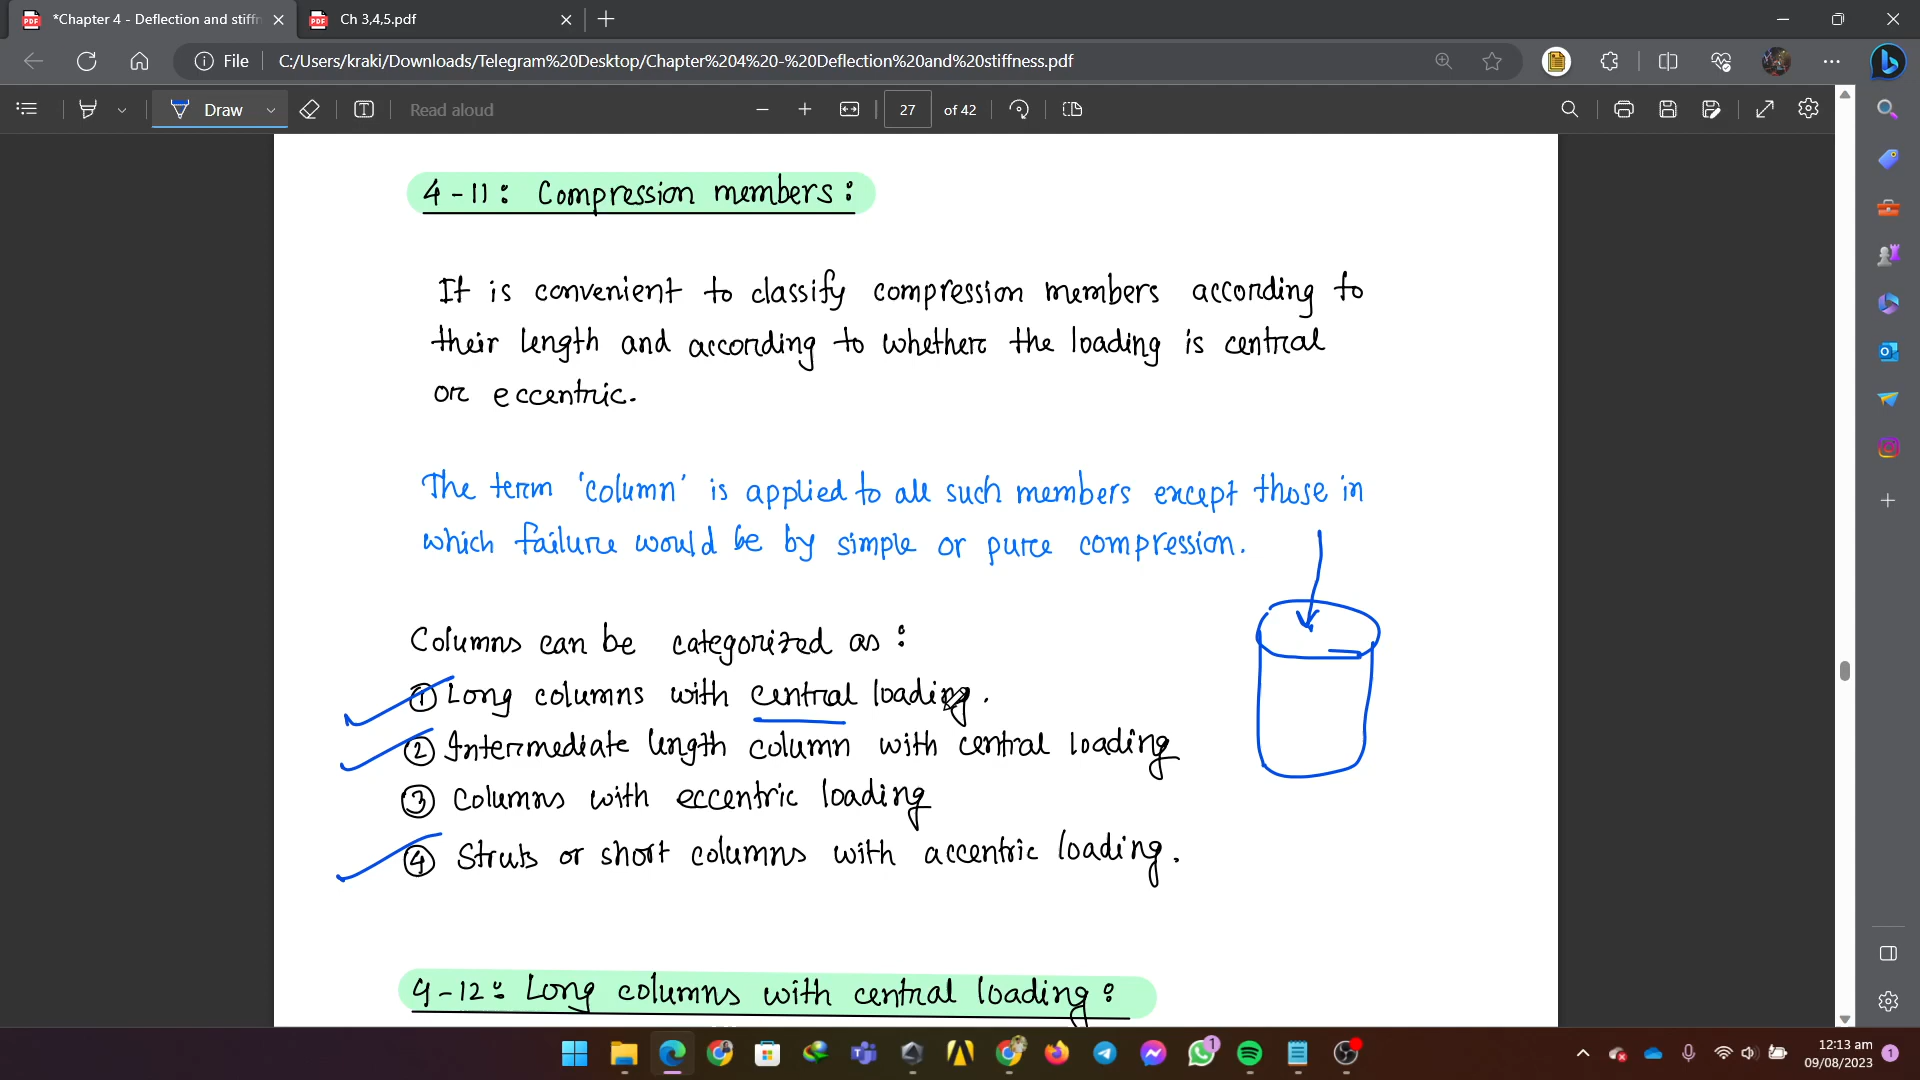 *Chapter 4 - Deflection and stiffn
Ch 3,4,5.pdf
File
C:/Users/kraki/Downloads/Telegram%20Desktop/Chapter%204%20-%20Deflection%20and%20stiffness.pdf
Draw
Read aloud
27 of 42
4-11: Compression members:
It is convenient to classify compression members according to
their length and according to whether the loading is central
or eccentric.
The term 'column' is applied to all such members except those in
which failure would be by simple or pure compression.
Columns can be categorized as:
① Long columns with central loading.
② Intermediate length column with central loading
③ Columns with eccentric loading
④ Struts or short columns with accentric loading.
4-12: Long columns with central loading:
1
12:13 am
09/08/2023
1